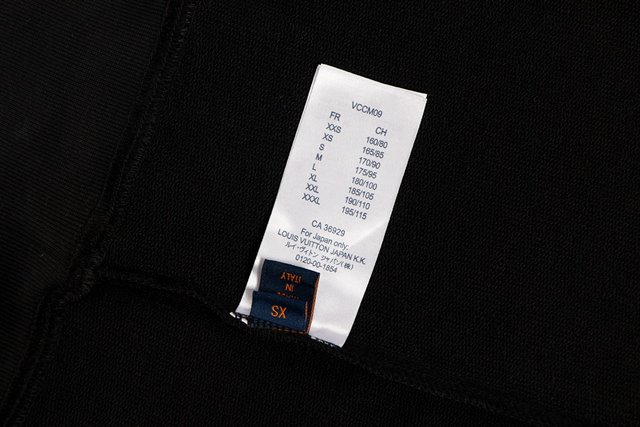 VCCM09
FR CH
XXS 160/80
XS 165/85
S 170/90
M 175/95
L 180/100
XL 185/105
XXL 190/110
XXXL 195/115
CA 36929
For Japan only:
LOUIS VUITTON JAPAN K.K.
ルイ・ヴィトン ジャパン(株)
0120-00-1854
IN
ITALY
XS